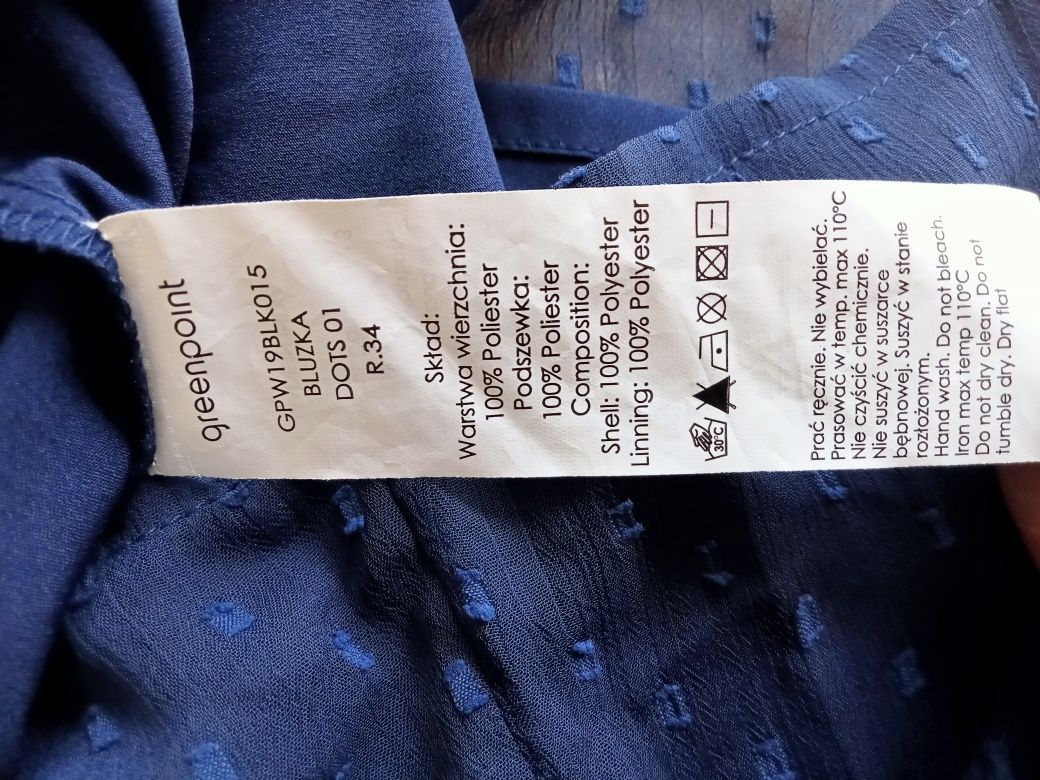 greenpoint
GPW19BLK015
BLUZKA
DOTS 01
R.34
Skład:
Warstwa wierzchnia:
100% Poliester
Podszewka:
100% Poliester
Composition:
Shell: 100% Polyester
Linning: 100% Polyester
30°C
Prać ręcznie. Nie wybielać.
Prasować w temp. max 110°C
Nie czyścić chemicznie.
Nie suszyć w suszarce
bębnowej. Suszyć w stanie
rozłożonym.
Hand wash. Do not bleach.
Iron max temp 110°C
Do not dry clean. Do not
tumble dry. Dry flat